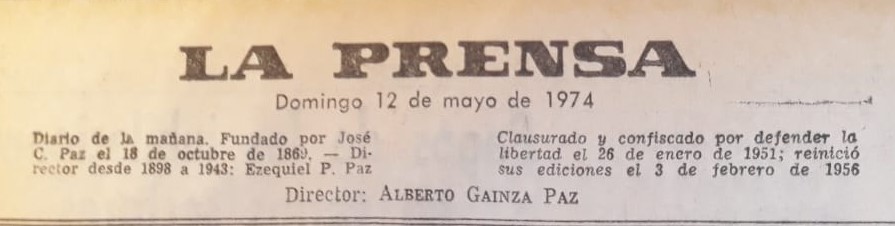 LA PRENSA
Domingo 12 de mayo de 1974
Diario de la mañana. Fundado por José
C. Paz el 18 de octubre de 1869. — Di-
rector desde 1898 a 1943: Ezequiel P. Paz
Clausurado y confiscado por defender la
libertad el 26 de enero de 1951; reinició
sus ediciones el 3 de febrero de 1956
Director: ALBERTO GAINZA PAZ